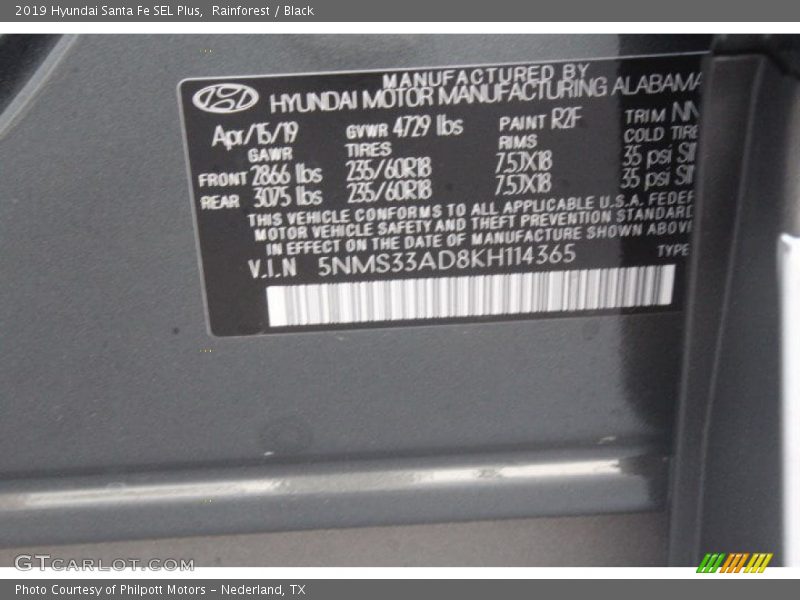 2019 Hyundai Santa Fe SEL Plus, Rainforest / Black
MANUFACTURED BY
HYUNDAI MOTOR MANUFACTURING ALABAMA
Apr/15/19 GVWR 4729 lbs PAINT R2F TRIM NN
GAWR TIRES RIMS COLD TIRE
FRONT 2866 lbs 235/60R18 7.5JX18 35 psi
REAR 3075 lbs 235/60R18 7.5JX18 35 psi
THIS VEHICLE CONFORMS TO ALL APPLICABLE U.S.A. FEDER
MOTOR VEHICLE SAFETY AND THEFT PREVENTION STANDARD
IN EFFECT ON THE DATE OF MANUFACTURE SHOWN ABOV
V.I.N 5NMS33AD8KH114365 TYPE
GTCARLOT.COM
Photo Courtesy of Philpott Motors - Nederland, TX